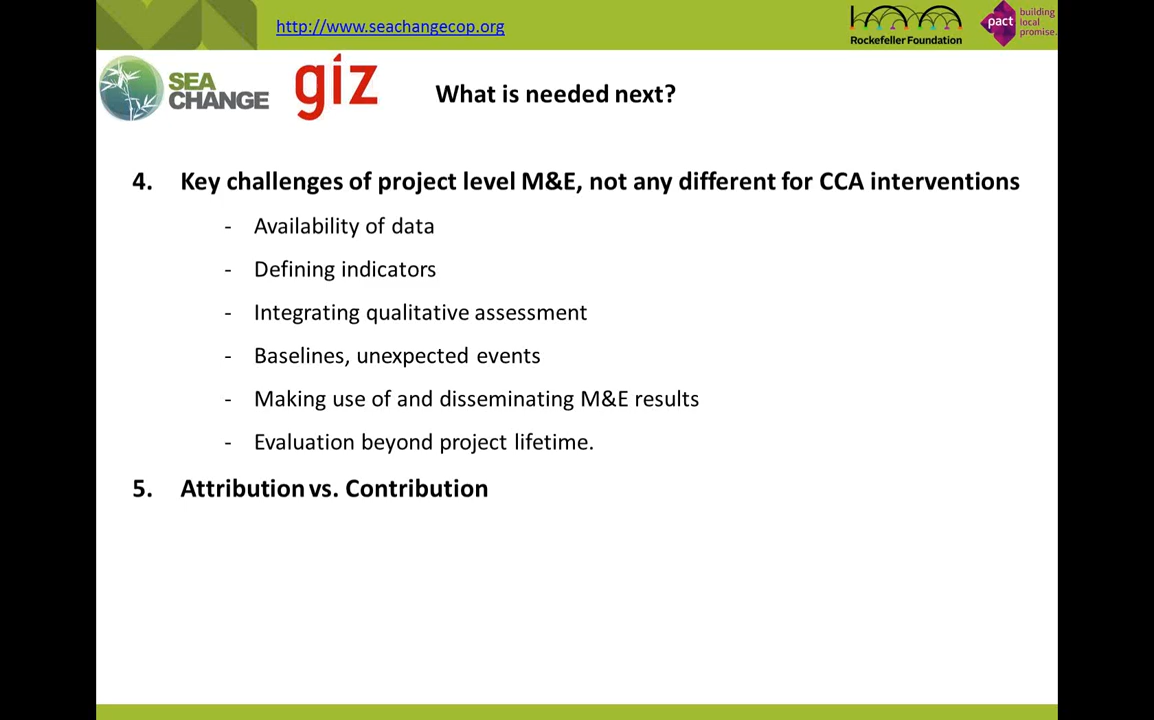 http://www.seachangecop.org
Rockefeller Foundation
pact
building
local
promise.
SEA
CHANGE
giz
What is needed next?
4. Key challenges of project level M&E, not any different for CCA interventions
- Availability of data
- Defining indicators
- Integrating qualitative assessment
- Baselines, unexpected events
- Making use of and disseminating M&E results
- Evaluation beyond project lifetime.
5. Attribution vs. Contribution